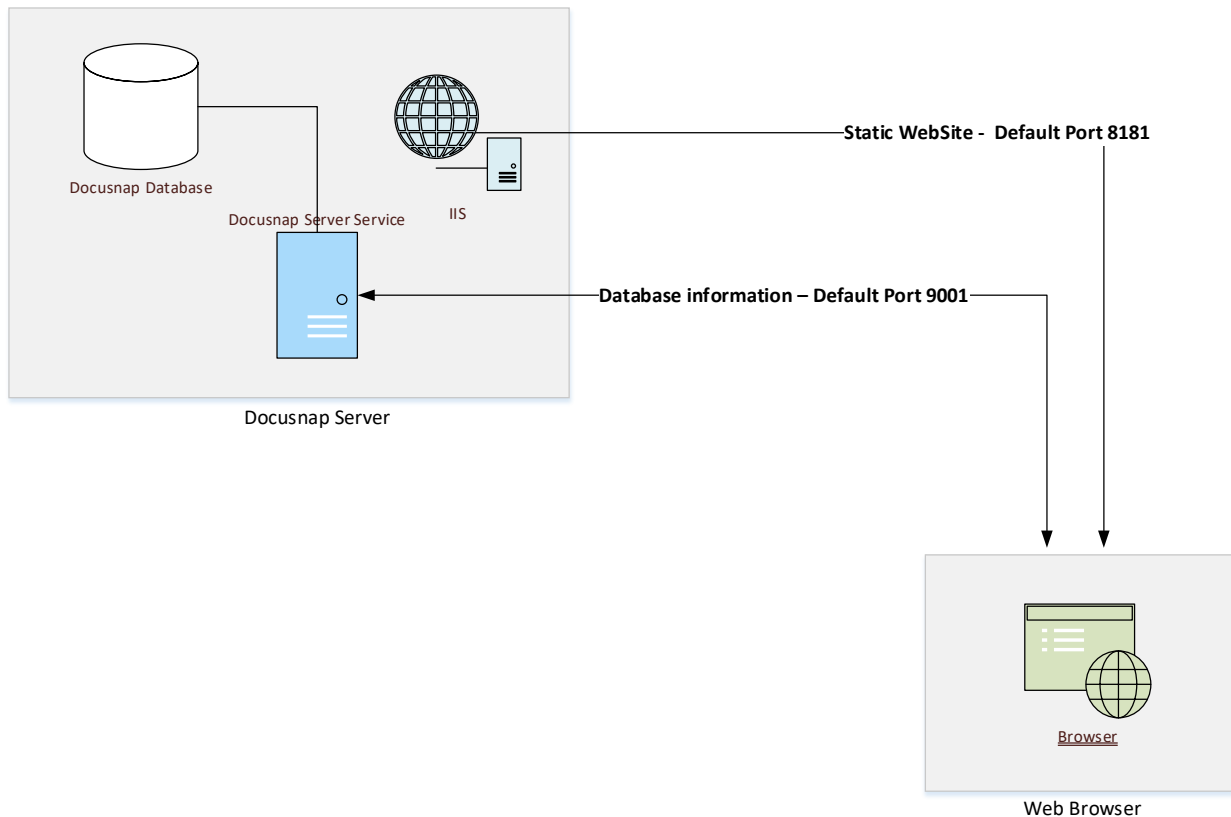 Static WebSite -  Default Port 8181
Docusnap Database
Docusnap Server Service
IIS
Database information – Default Port 9001
Docusnap Server
Browser
Web Browser